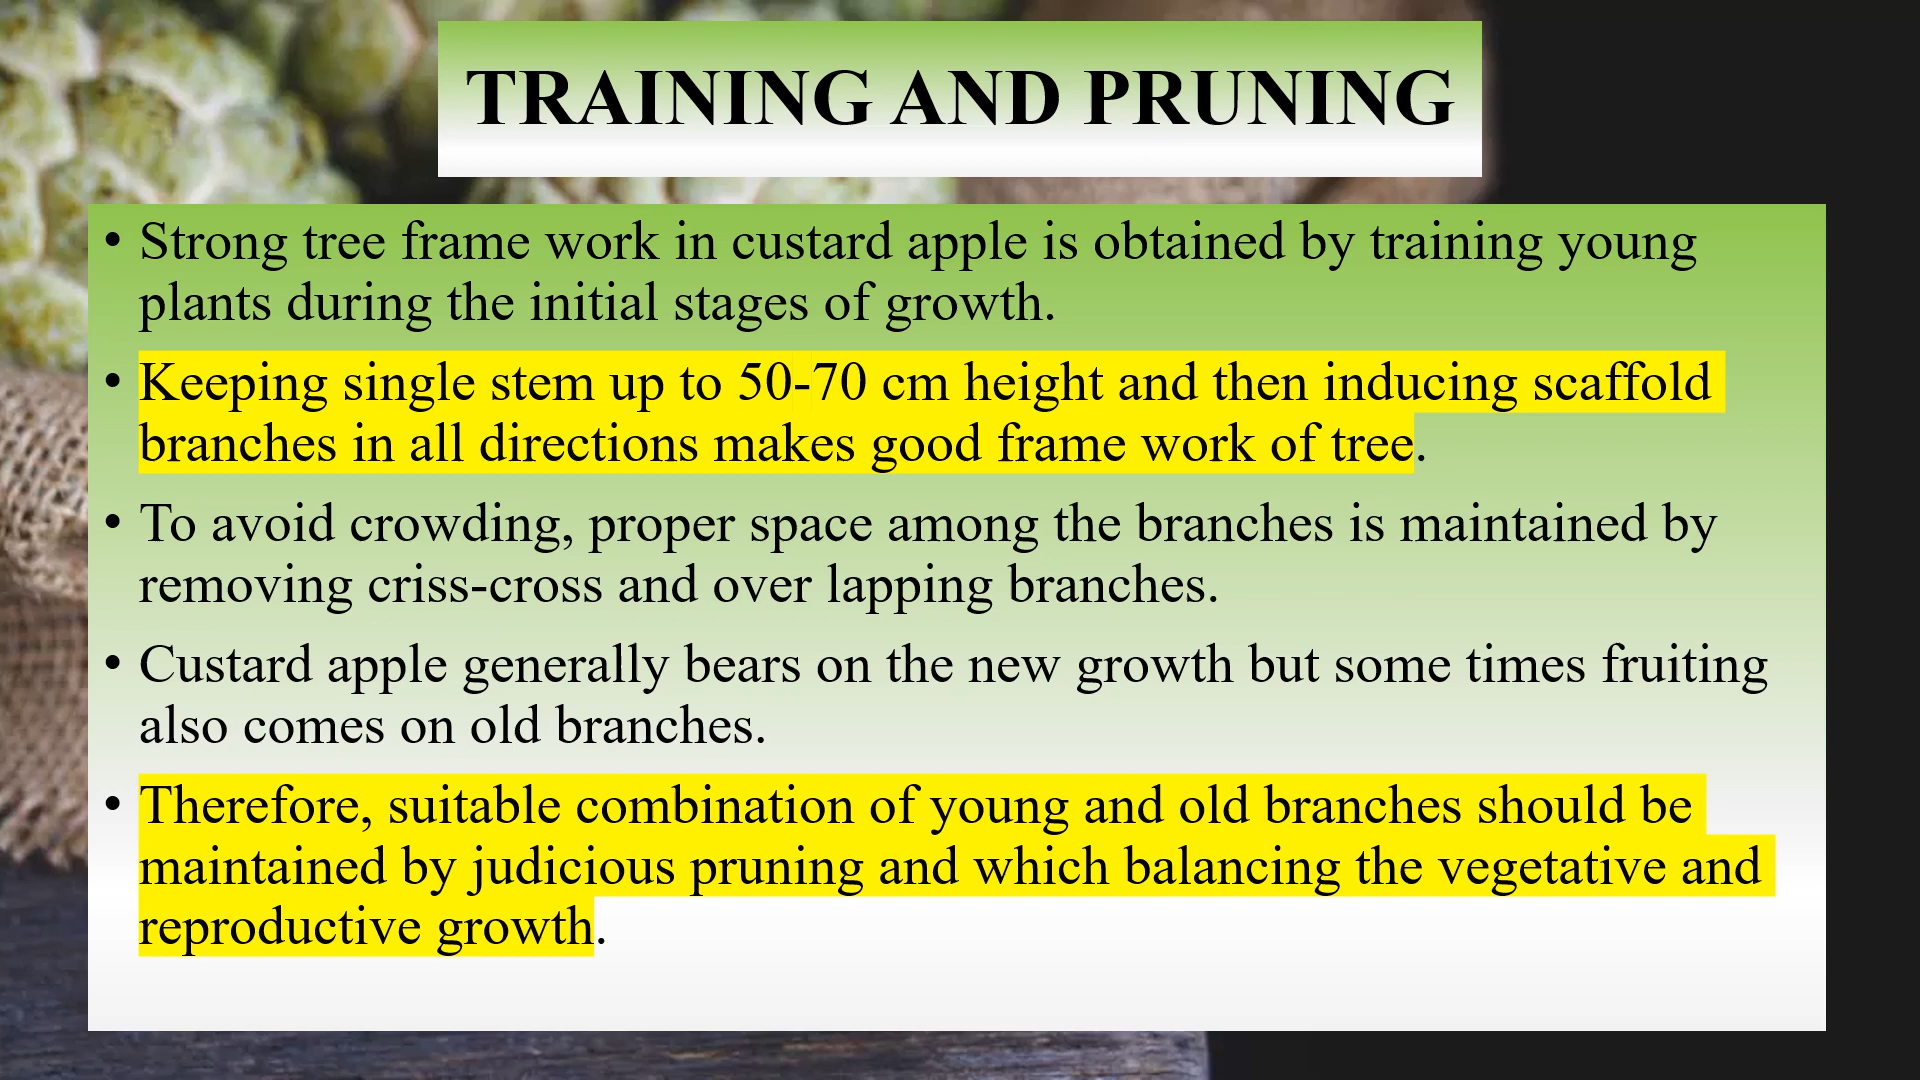 TRAINING AND PRUNING
• Strong tree frame work in custard apple is obtained by training young
plants during the initial stages of growth.
• Keeping single stem up to 50-70 cm height and then inducing scaffold
branches in all directions makes good frame work of tree.
• To avoid crowding, proper space among the branches is maintained by
removing criss-cross and over lapping branches.
• Custard apple generally bears on the new growth but some times fruiting
also comes on old branches.
• Therefore, suitable combination of young and old branches should be
maintained by judicious pruning and which balancing the vegetative and
reproductive growth.